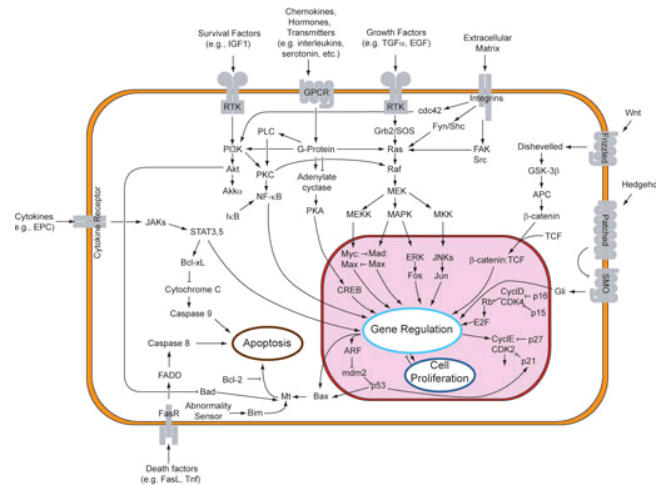 Survival Factors
(e.g., IGF1)
Chemokines,
Hormones,
Transmitters
(e.g. interleukins,
serotonin, etc.)
Growth Factors
(e.g. TGFα, EGF)
Extracellular
Matrix
RTK
GPCR
RTK
Integrins
cdc42
Wnt
Frizzled
PLC
Grb2/SOS
Fyn/Shc
Dishevelled
PI3K
G-Protein
Ras
FAK
Src
GSK-3β
Akt
PKC
Adenylate
cyclase
Raf
APC
Hedgehog
Akkα
NF-κB
MEK
PKA
IκB
MEKK
MAPK
MKK
β-catenin
TCF
Patched
Cytokines
(e.g., EPC)
Cytokine Receptor
JAKs
STAT3,5
Myc:
Mad:
Max
Max
ERK
Fos
JNKs
Jun
β-catenin:TCF
Bcl-xL
Cytochrome C
CREB
Gli
SMO
CycID
p16
Rb
CDK4
p15
Caspase 9
Gene Regulation
E2F
Caspase 8
Apoptosis
ARF
CycIE
p27
CDK2
p21
FADD
Bcl-2
mdm2
Cell
Proliferation
Bad
Mt
Bax
p53
FasR
Abnormality
Sensor
Bim
Death factors
(e.g. FasL, Tnf)